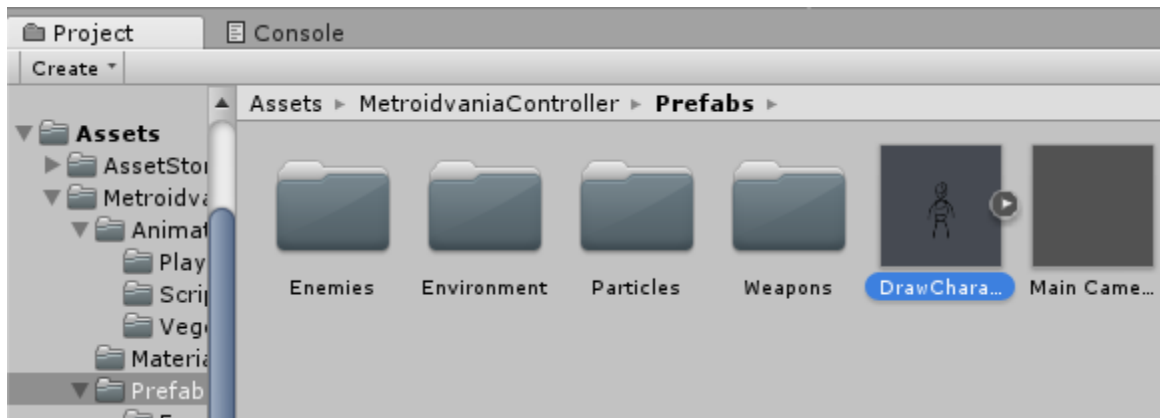 Project
Console
Create
Assets MetroidvaniaController Prefabs
Assets
AssetStor
Metroidva
Animat
Play
Scrip
Vege
Materia
Prefab
Enemies
Environment
Particles
Weapons
DrawChara...
Main Came...